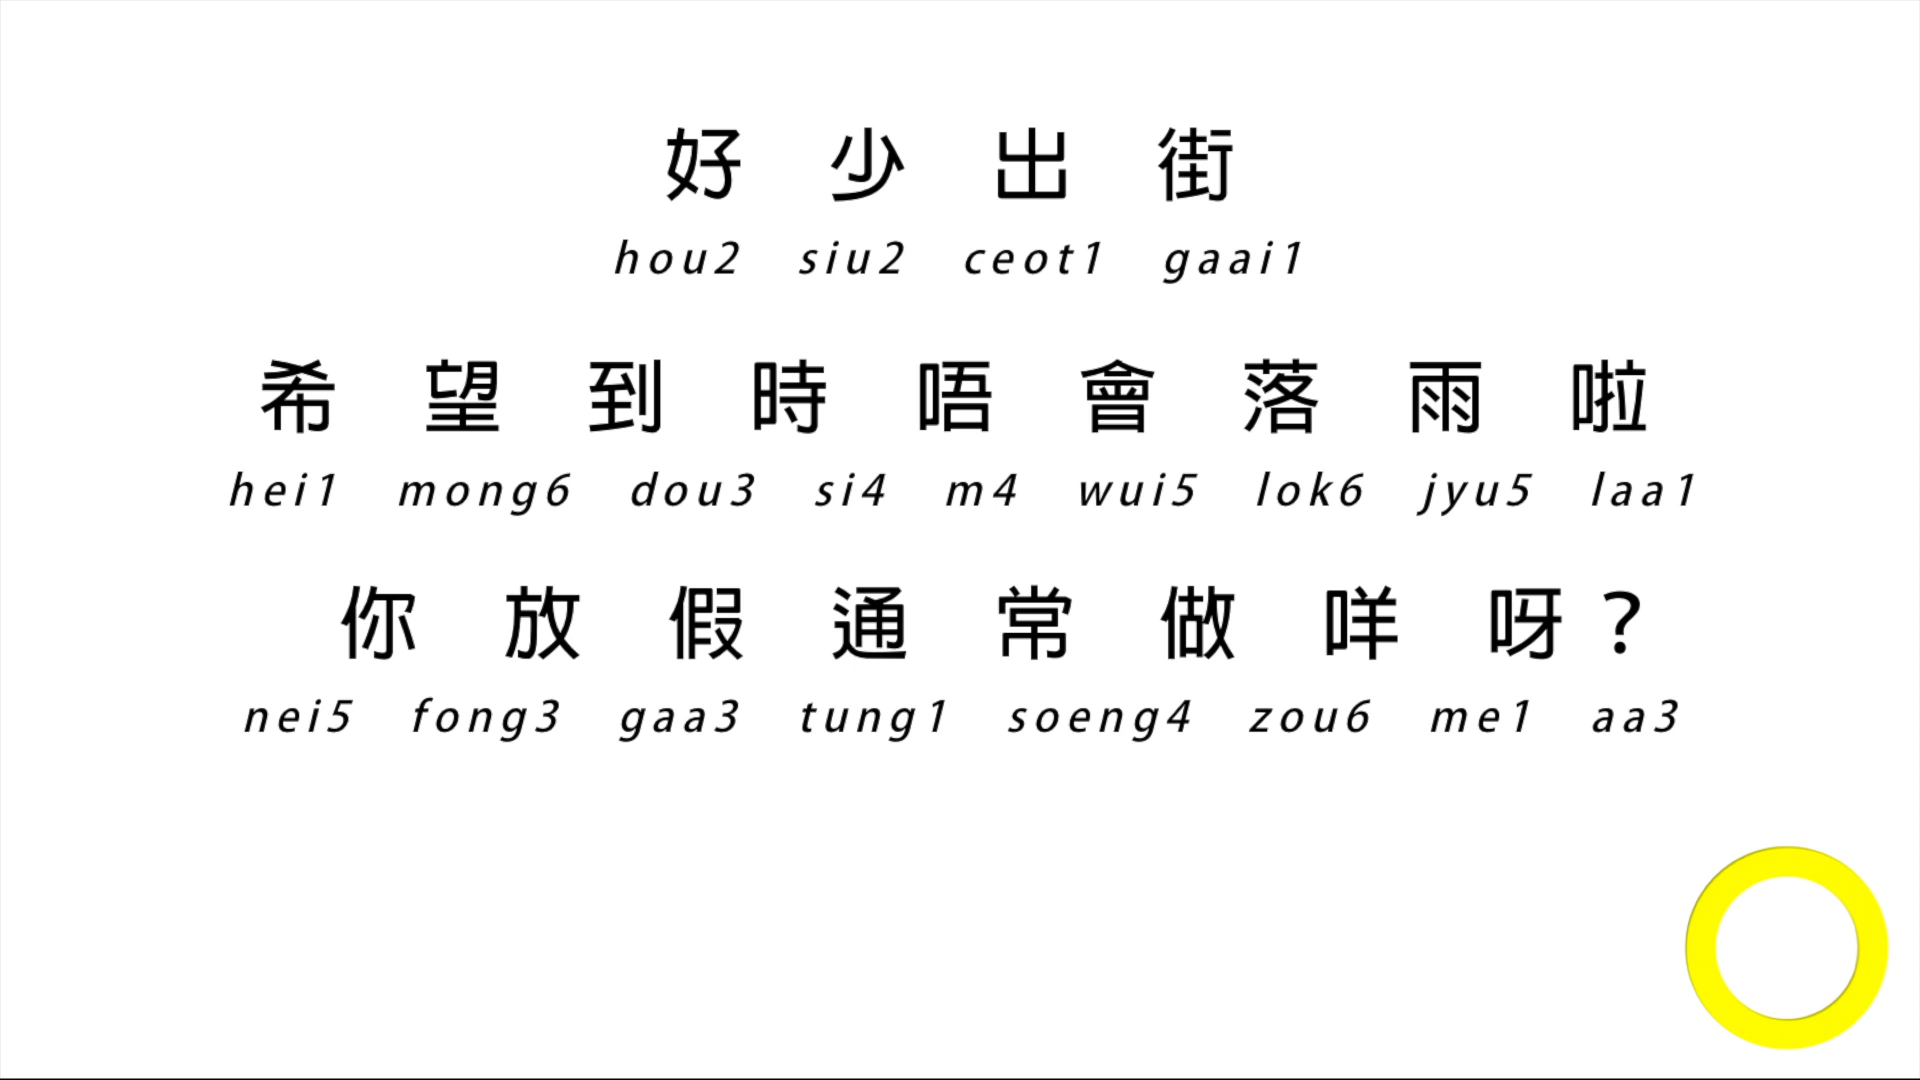 好少出街
hou2 siu2 ceot1 gaai1
希望到時唔會落雨啦
hei1 mong6 dou3 si4 m4 wui5 lok6 jyu5 laa1
你放假通常做咩呀？
nei5 fong3 gaa3 tung1 soeng4 zou6 me1 aa3